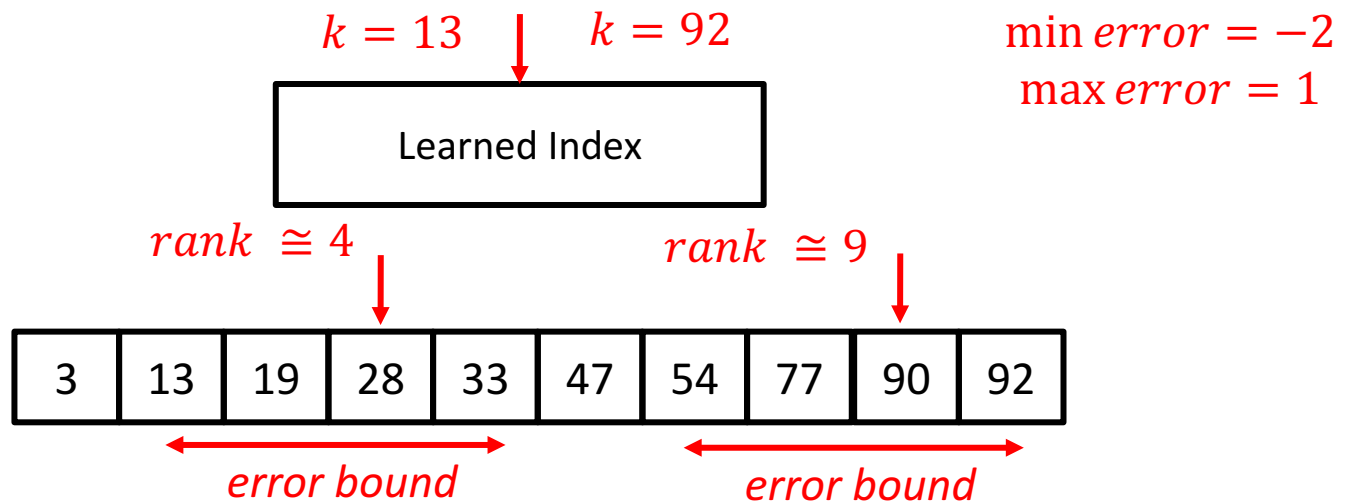 k = 13 k = 92 min error = −2
max error = 1
Learned Index
rank ≅ 4 rank ≅ 9
3 13 19 28 33 47 54 77 90 92
error bound error bound